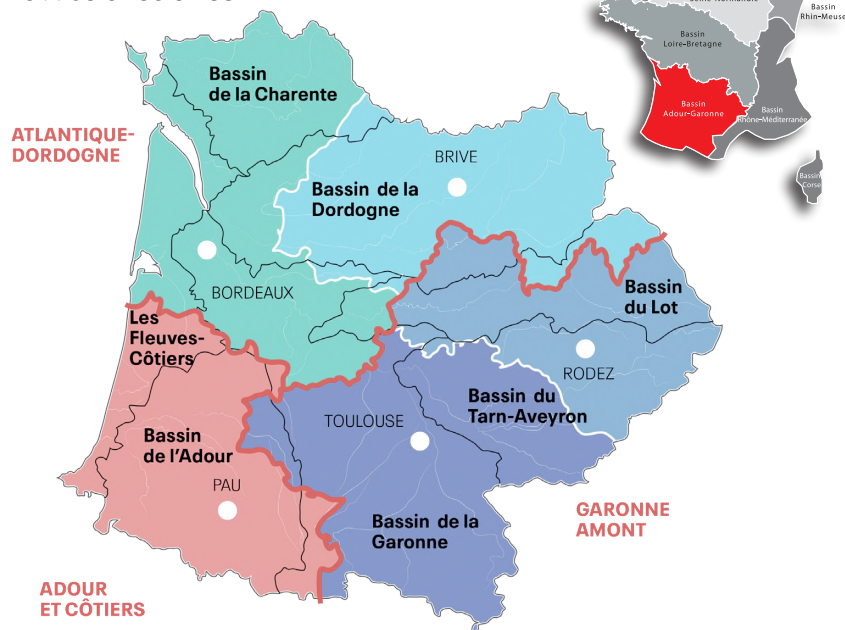 Bassin
Rhin-Meuse
Bassin
Loire-Bretagne
Bassin
Adour-Garonne
Bassin
Rhône-Méditerranée
Bassin
Corse
Bassin
de la Charente
ATLANTIQUE-
DORDOGNE
BRIVE
Bassin de la
Dordogne
BORDEAUX
Bassin
du Lot
Les
Fleuves-
Côtiers
RODEZ
Bassin du
Tarn-Aveyron
TOULOUSE
Bassin
de l'Adour
PAU
GARONNE
AMONT
Bassin de la
Garonne
ADOUR
ET CÔTIERS